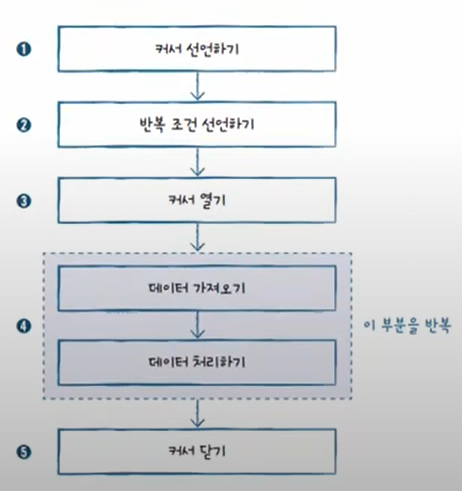 ❶ 커서 선언하기
❷ 반복 조건 선언하기
❸ 커서 열기
데이터 가져오기
❹ 이 부분을 반복
데이터 처리하기
❺ 커서 닫기